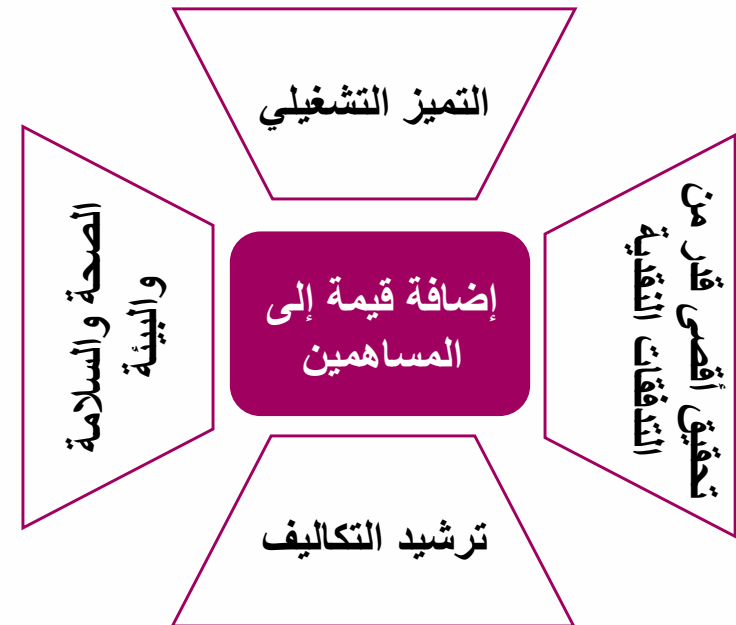 التميز التشغيلي
تحقيق أقصى قدر من
التدفقات النقدية
إضافة قيمة إلى
المساهمين
الصحة والسلامة
والبيئة
ترشيد التكاليف